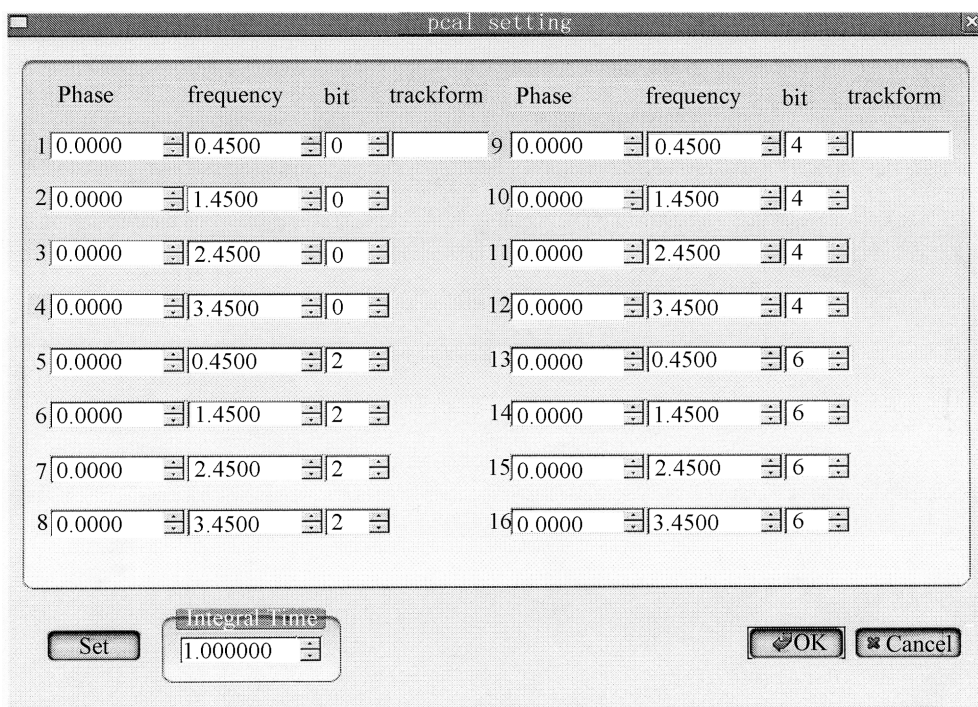 pcal setting
Phase frequency bit trackform Phase frequency bit trackform
1 0.0000 0.4500 0 9 0.0000 0.4500 4
2 0.0000 1.4500 0 10 0.0000 1.4500 4
3 0.0000 2.4500 0 11 0.0000 2.4500 4
4 0.0000 3.4500 0 12 0.0000 3.4500 4
5 0.0000 0.4500 2 13 0.0000 0.4500 6
6 0.0000 1.4500 2 14 0.0000 1.4500 6
7 0.0000 2.4500 2 15 0.0000 2.4500 6
8 0.0000 3.4500 2 16 0.0000 3.4500 6
Integral Time
Set 1.000000 OK Cancel